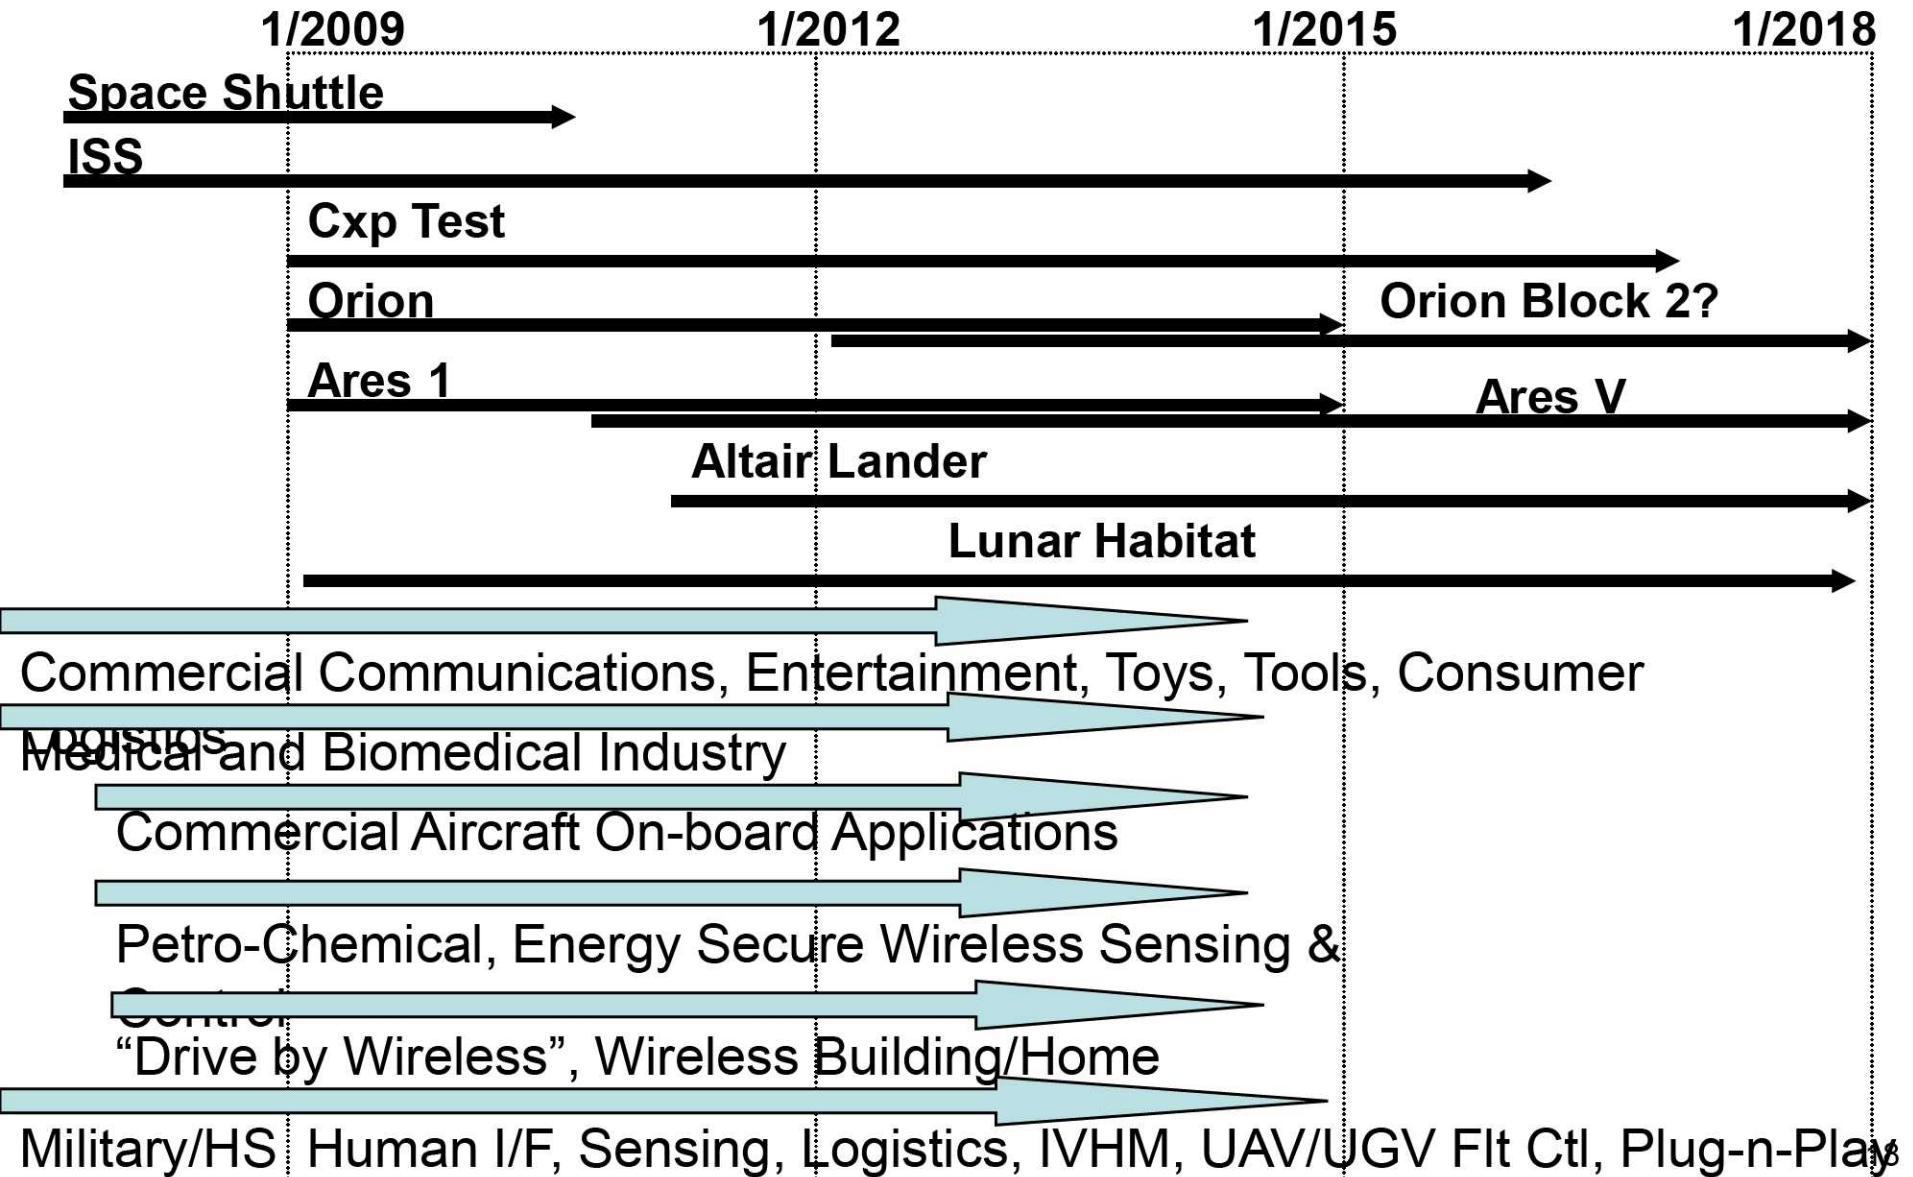 1/2009 1/2012 1/2015 1/2018
Space Shuttle
ISS
Cxp Test
Orion Orion Block 2?
Ares 1 Ares V
Altair Lander
Lunar Habitat
Commercial Communications, Entertainment, Toys, Tools, Consumer
Logistics
Medical and Biomedical Industry
Commercial Aircraft On-board Applications
Petro-Chemical, Energy Secure Wireless Sensing &
Control
“Drive by Wireless”, Wireless Building/Home
Military/HS Human I/F, Sensing, Logistics, IVHM, UAV/UGV Flt Ctl, Plug-n-Play